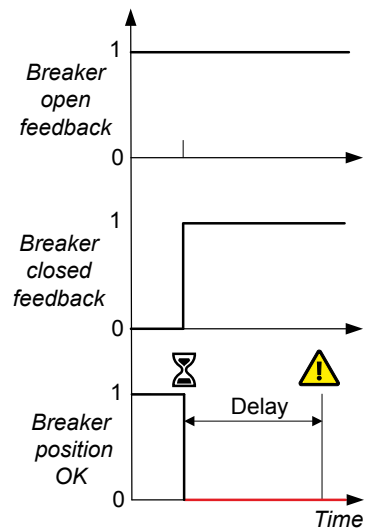 1
Breaker
open
feedback
0
1
Breaker
closed
feedback
0
1
Delay
Breaker
position
OK
0
Time